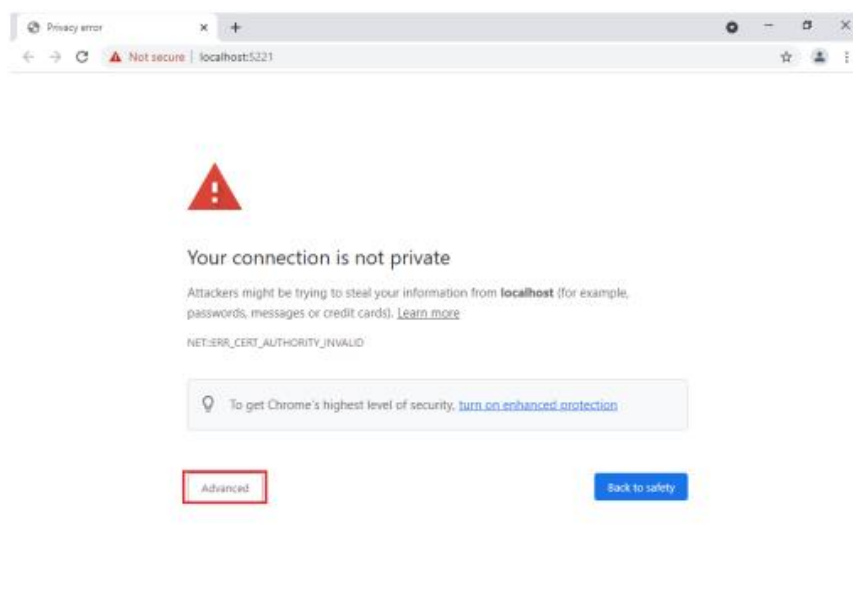 Privacy error
Not secure | localhost:5221
Your connection is not private
Attackers might be trying to steal your information from localhost (for example,
passwords, messages or credit cards). Learn more
NET::ERR_CERT_AUTHORITY_INVALID
To get Chrome's highest level of security, turn on enhanced protection
Advanced
Back to safety